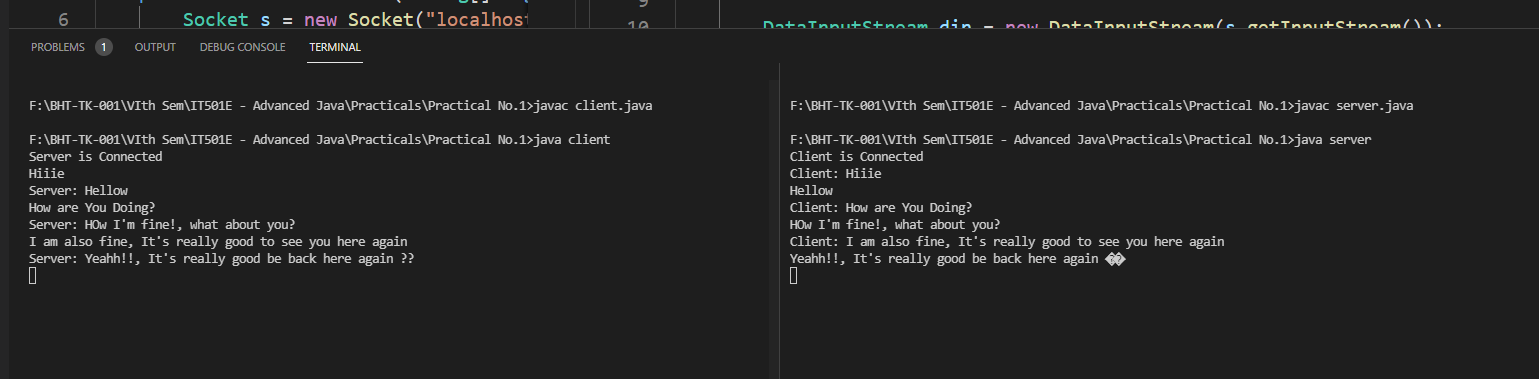 6 Socket s = new Socket("localhos
9
10 DataInputStream din = new DataInputStream(s.getInputStream());
PROBLEMS 1 OUTPUT DEBUG CONSOLE TERMINAL
F:\BHT-TK-001\VIth Sem\IT501E - Advanced Java\Practicals\Practical No.1>javac client.java
F:\BHT-TK-001\VIth Sem\IT501E - Advanced Java\Practicals\Practical No.1>java client
Server is Connected
Hiiie
Server: Hellow
How are You Doing?
Server: HOw I'm fine!, what about you?
I am also fine, It's really good to see you here again
Server: Yeahh!!, It's really good be back here again ??
F:\BHT-TK-001\VIth Sem\IT501E - Advanced Java\Practicals\Practical No.1>javac server.java
F:\BHT-TK-001\VIth Sem\IT501E - Advanced Java\Practicals\Practical No.1>java server
Client is Connected
Client: Hiiie
Hellow
Client: How are You Doing?
HOw I'm fine!, what about you?
Client: I am also fine, It's really good to see you here again
Yeahh!!, It's really good be back here again ��